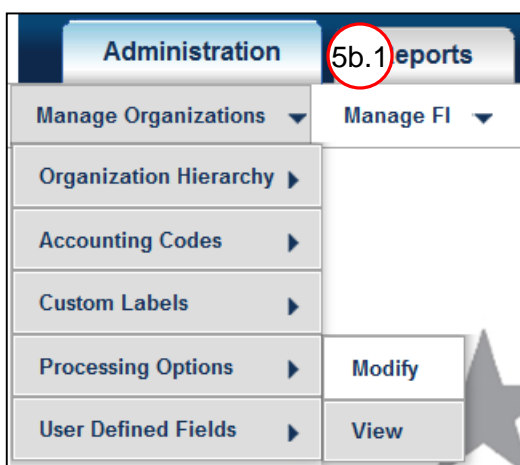 Administration 5b.1 eports
Manage Organizations Manage FI
Organization Hierarchy
Accounting Codes
Custom Labels
Processing Options Modify
User Defined Fields View